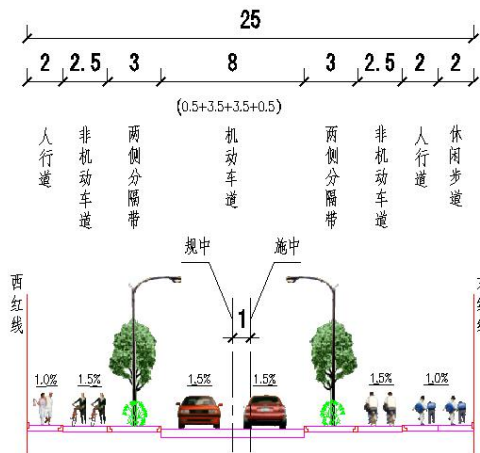 25
2 2.5 3 8 3 2.5 2 2
(0.5+3.5+3.5+0.5)
人行道
非机动车道
两侧分隔带
机动车道
两侧分隔带
非机动车道
人行道
休闲步道
规中
施中
西红线
红线
1
1.0%
1.5%
1.5%
1.5%
1.5%
1.0%